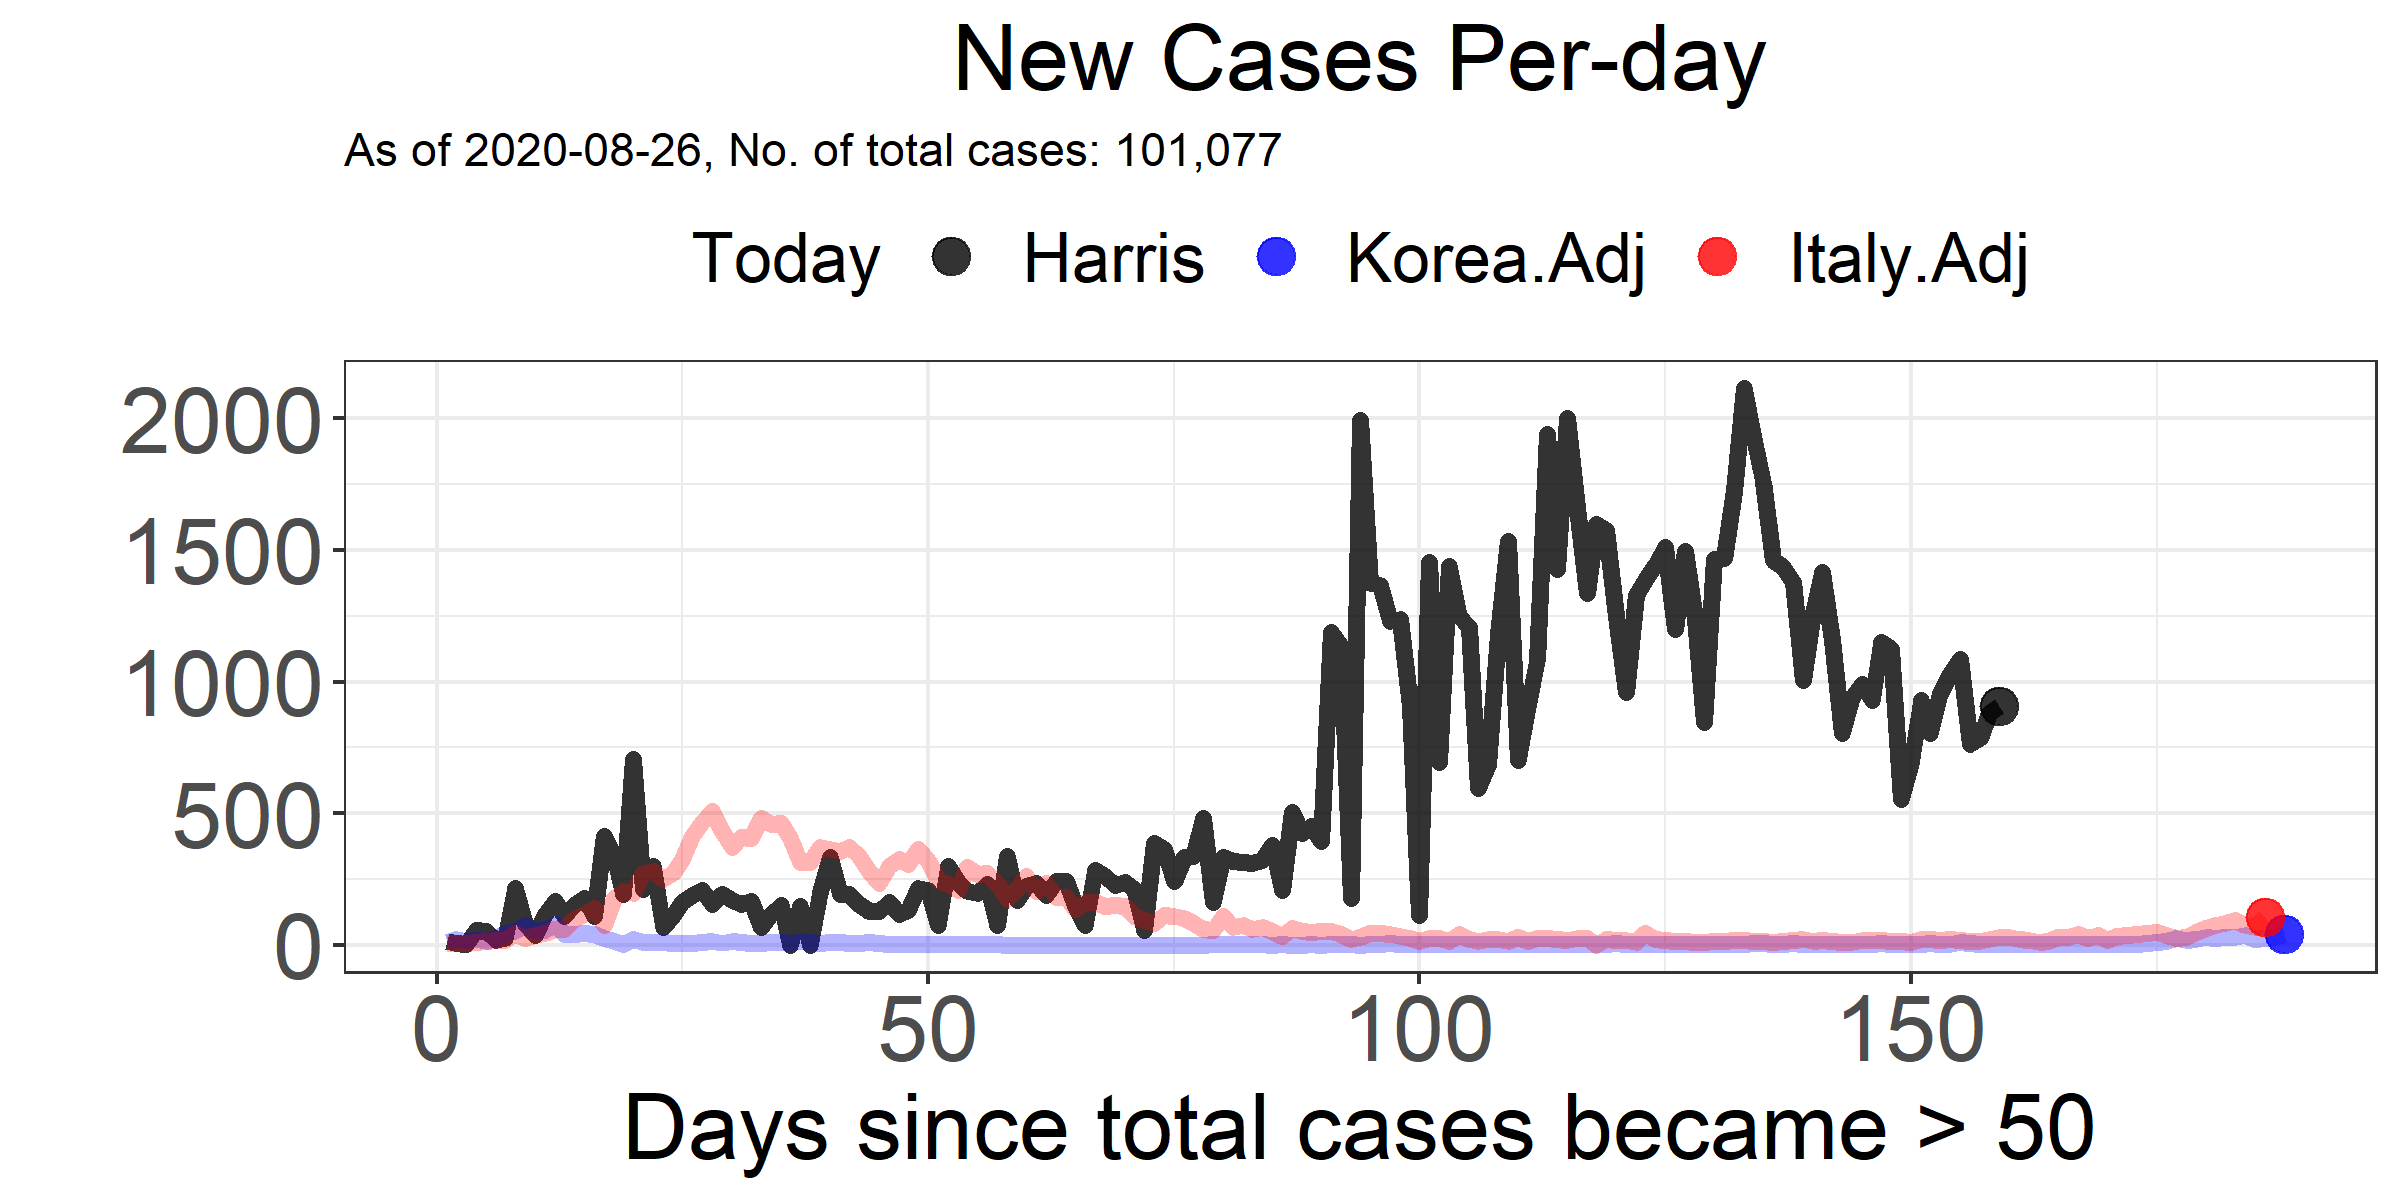 New Cases Per-day
As of 2020-08-26, No. of total cases: 101,077
Today Harris Korea.Adj Italy.Adj
2000
1500
1000
500
0
0 50 100 150
Days since total cases became > 50